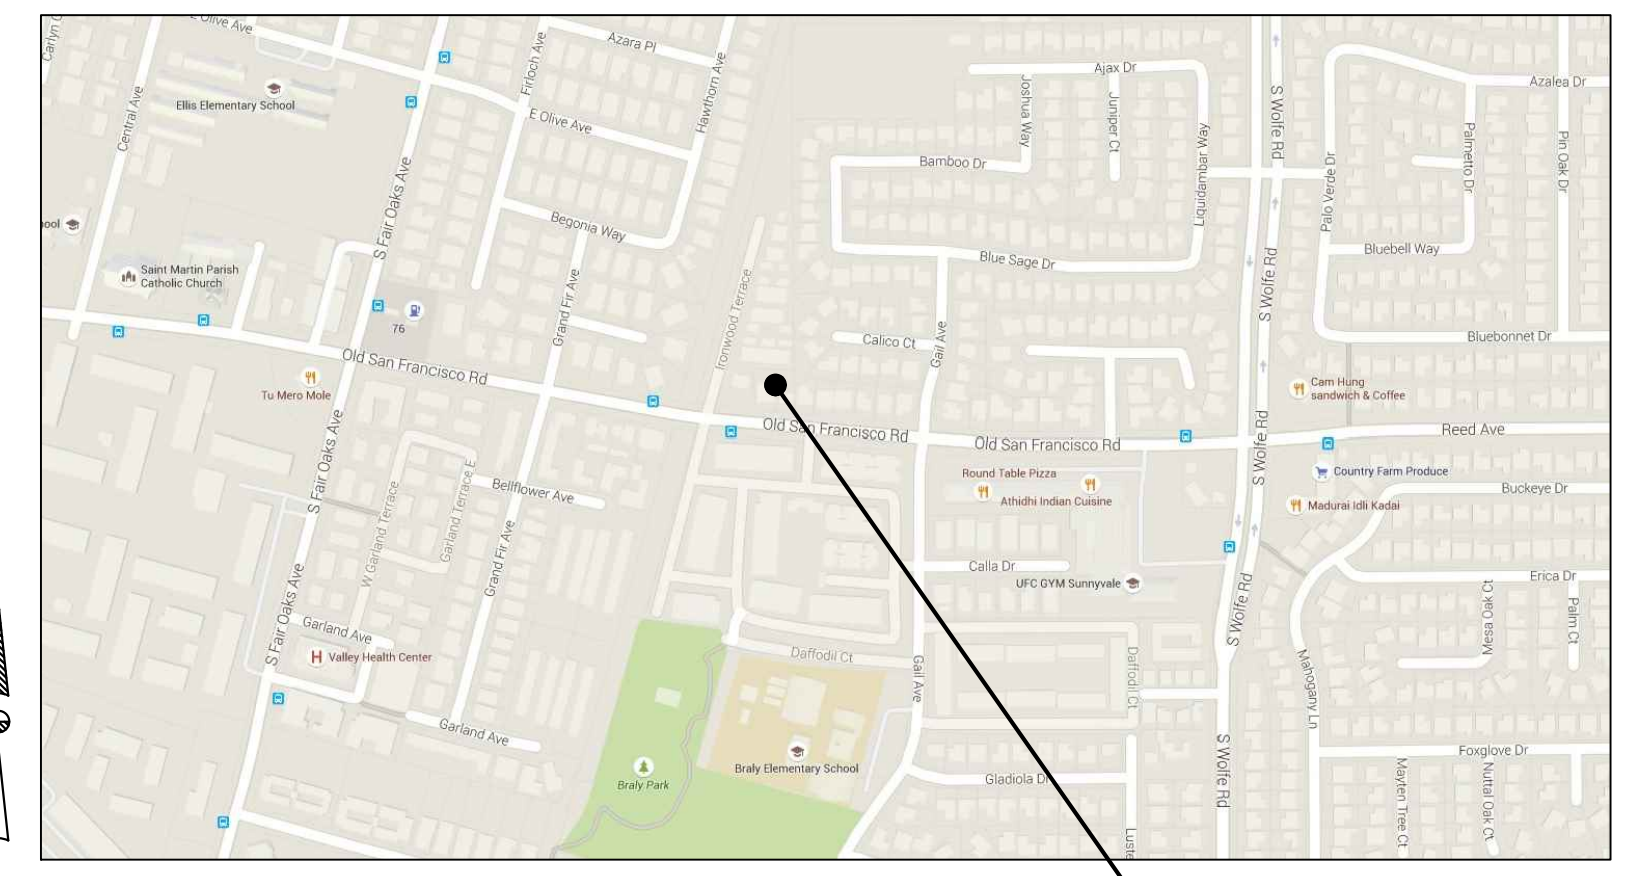 Carlyn C
E Olive Ave
Azara Pl
Firloch Ave
Hawthorn Ave
Central Ave
Ellis Elementary School
E Olive Ave
S Fair Oaks Ave
Begonia Way
ool
Saint Martin Parish
Catholic Church
76
Grand Fir Ave
Ironwood Terrace
Ajax Dr
Joshua Way
Juniper Ct
Bamboo Dr
Liquidambar Way
Blue Sage Dr
Calico Ct
Gail Ave
S Wolfe Rd
S Wolfe Rd
S Wolfe Rd
Palo Verde Dr
Azalea Dr
Palmetto Dr
Pin Oak Dr
Bluebell Way
Bluebonnet Dr
Old San Francisco Rd
Tu Mero Mole
S Fair Oaks Ave
Old San Francisco Rd
Old San Francisco Rd
Cam Hung
sandwich & Coffee
Reed Ave
Round Table Pizza
Athidhi Indian Cuisine
Country Farm Produce
Madurai Idli Kadai
Buckeye Dr
W Garland Terrace
Garland Terrace E
Bellflower Ave
Grand Fir Ave
Calla Dr
UFC GYM Sunnyvale
S Wolfe Rd
Erica Dr
Mesa Oak Ct
Palm Ct
S Fair Oaks Ave
Garland Ave
Valley Health Center
Daffodil Ct
Gail Ave
Daffodil Ct
Mahogany Ln
Garland Ave
Braly Park
Braly Elementary School
Gladiola Dr
S Wolfe Rd
Foxglove Dr
Mayten Tree Ct
Nuttal Oak Ct
Luste